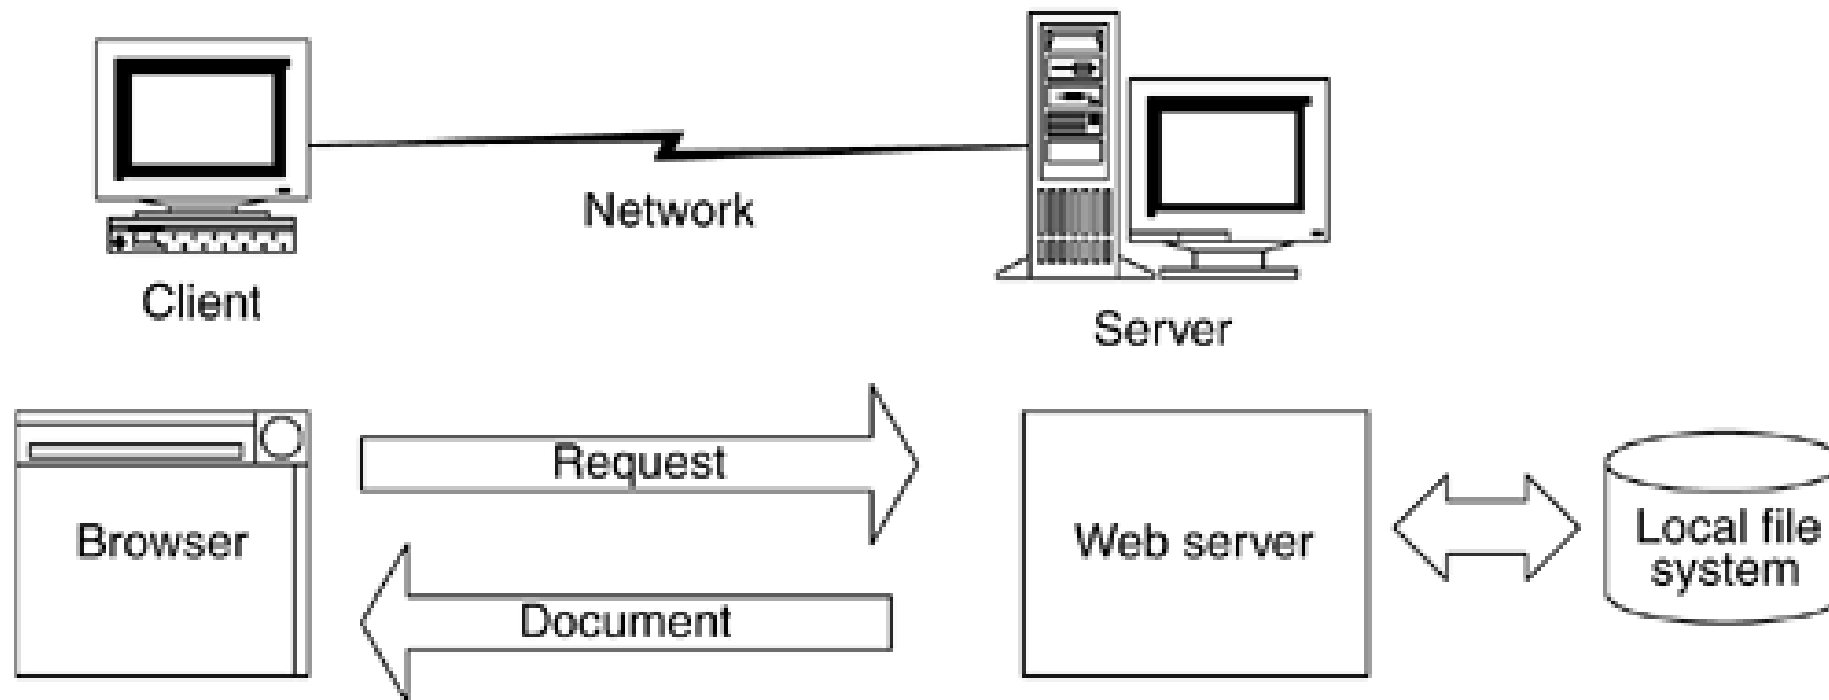 Network
Client
Server
Request
Browser
Web server
Local file
system
Document